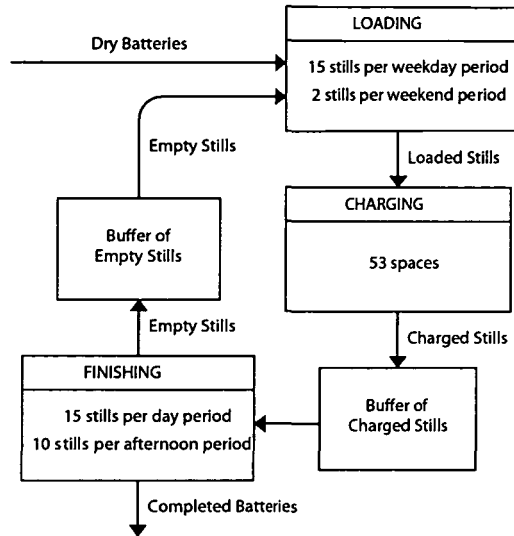 LOADING
Dry Batteries
15 stills per weekday period
2 stills per weekend period
Empty Stills
Loaded Stills
CHARGING
Buffer of
Empty Stills
53 spaces
Empty Stills
Charged Stills
FINISHING
15 stills per day period
10 stills per afternoon period
Buffer of
Charged Stills
Completed Batteries